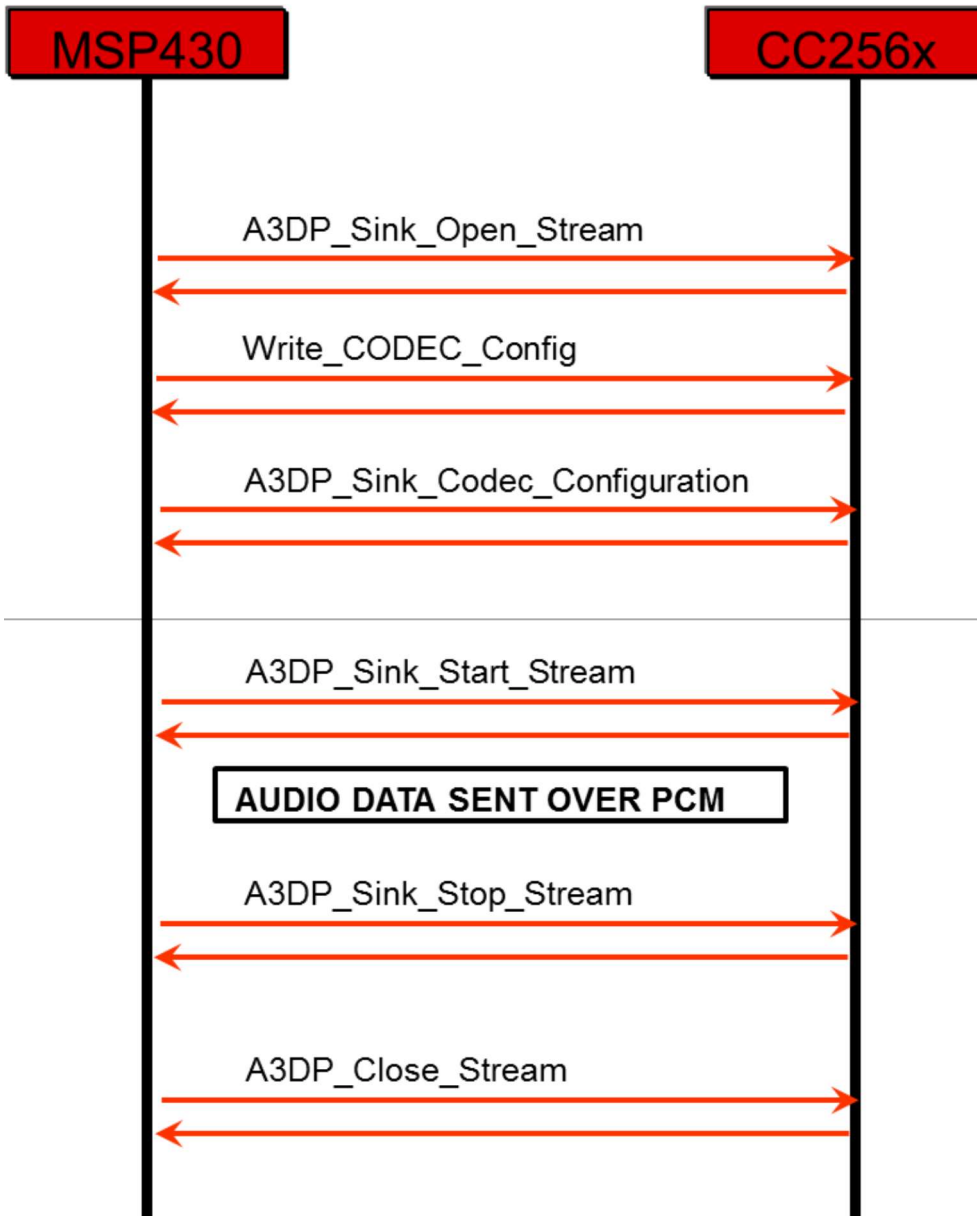 MSP430
CC256x
A3DP_Sink_Open_Stream
Write_CODEC_Config
A3DP_Sink_Codec_Configuration
A3DP_Sink_Start_Stream
AUDIO DATA SENT OVER PCM
A3DP_Sink_Stop_Stream
A3DP_Close_Stream